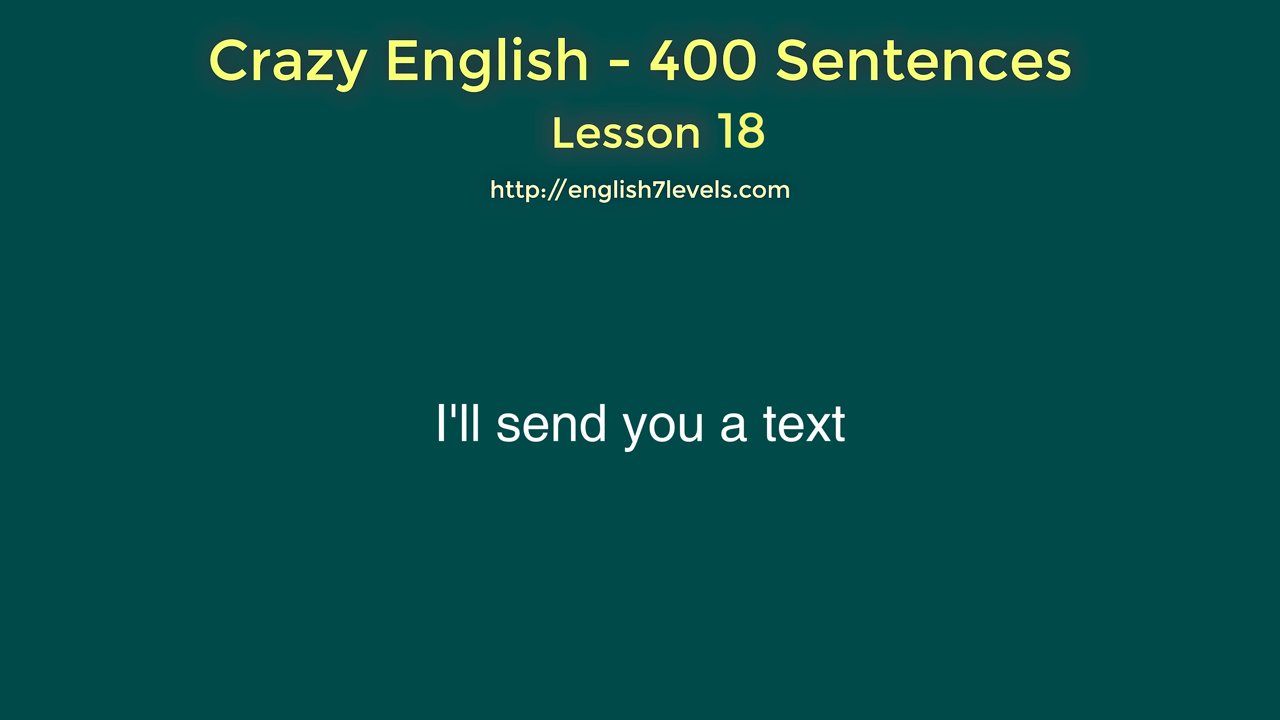 Crazy English - 400 Sentences
Lesson 18
http://english7levels.com
I'll send you a text